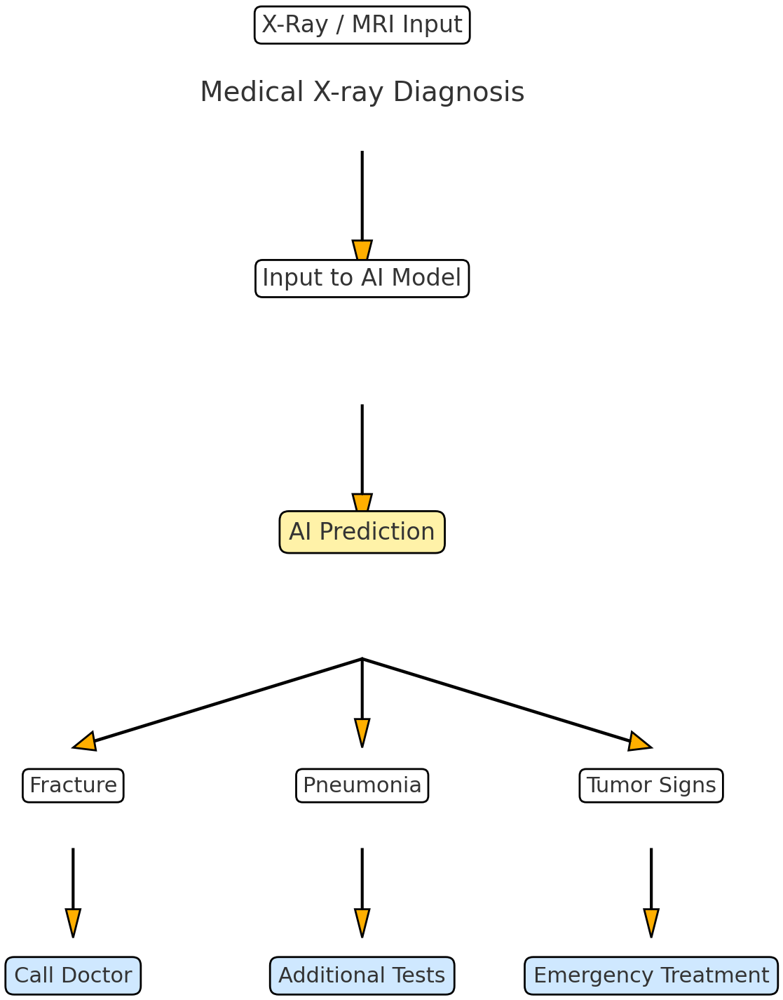 X-Ray / MRI Input
Medical X-ray Diagnosis
Input to AI Model
AI Prediction
Fracture
Pneumonia
Tumor Signs
Call Doctor
Additional Tests
Emergency Treatment